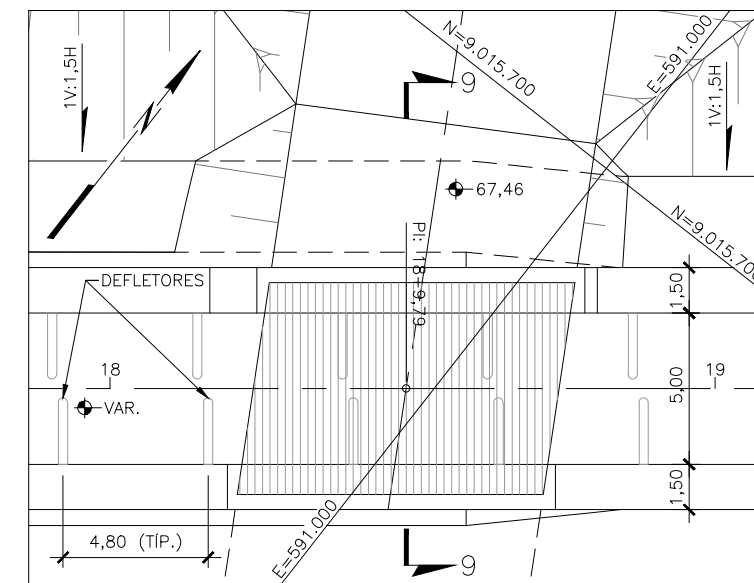 1V:1,5H
N
9
N=9.015.700
E=591.000
1V:1,5H
67,46
N=9.015.700
PI: 18=9,79
DEFLETORES
1,50
18
19
5,00
VAR.
1,50
4,80 (TÍP.)
E=591.000
9